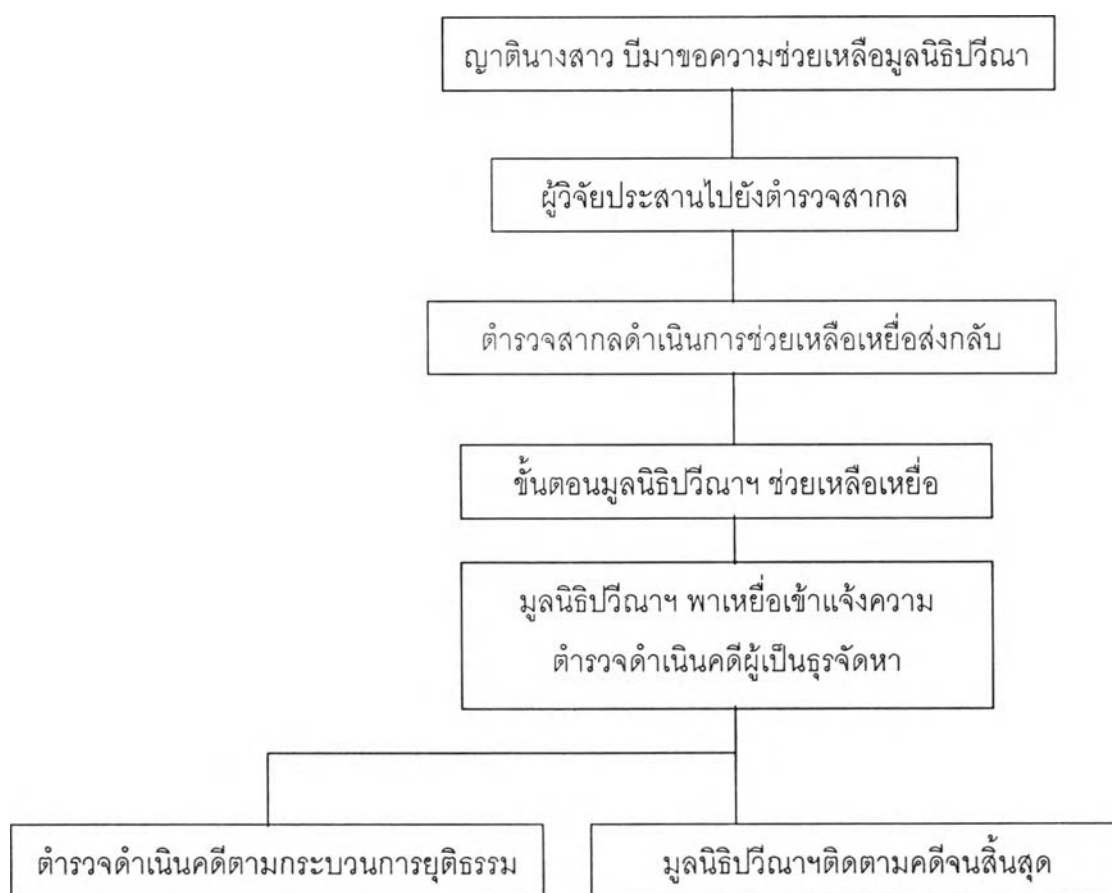 ญาตินางสาว บีมาขอความช่วยเหลือมูลนิธิปวีณา
ผู้วิจัยประสานไปยังตำรวจสากล
ตำรวจสากลดำเนินการช่วยเหลือเหยื่อส่งกลับ
ขั้นตอนมูลนิธิปวีณาฯ ช่วยเหลือเหยื่อ
มูลนิธิปวีณาฯ พาเหยื่อเข้าแจ้งความ
ตำรวจดำเนินคดีผู้เป็นธุรจัดหา
ตำรวจดำเนินคดีตามกระบวนการยุติธรรม
มูลนิธิปวีณาฯติดตามคดีจนสิ้นสุด